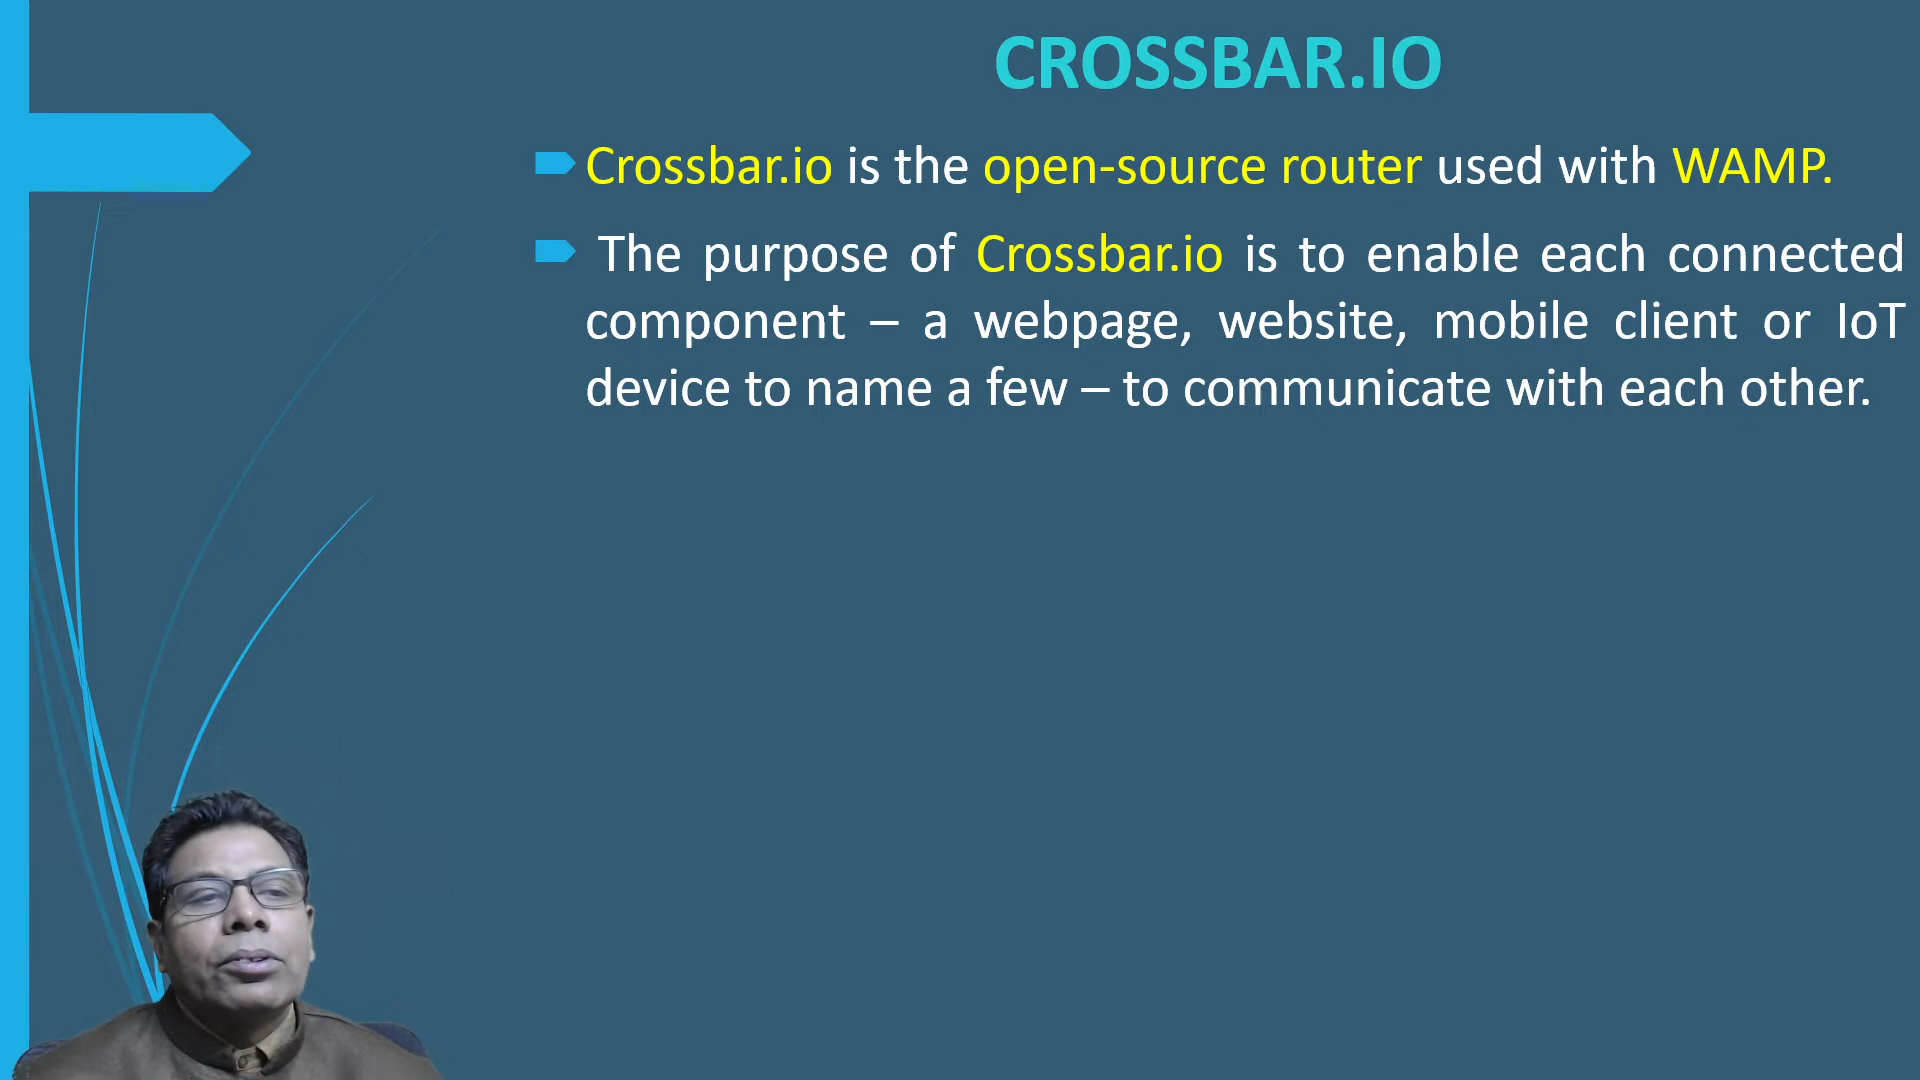 CROSSBAR.IO
Crossbar.io is the open-source router used with WAMP.
The purpose of Crossbar.io is to enable each connected
component – a webpage, website, mobile client or IoT
device to name a few – to communicate with each other.